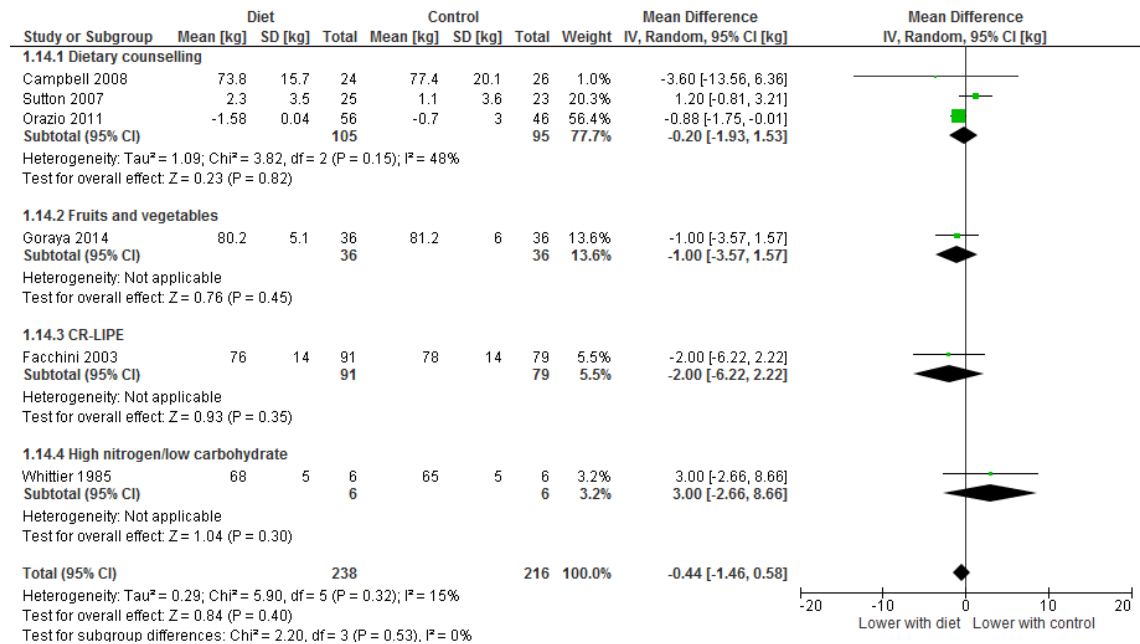 Diet Control Mean Difference Mean Difference
Study or Subgroup Mean [kg] SD [kg] Total Mean [kg] SD [kg] Total Weight IV, Random, 95% CI [kg] IV, Random, 95% CI [kg]
1.14.1 Dietary counselling
Campbell 2008 73.8 15.7 24 77.4 20.1 26 1.0% -3.60 [-13.56, 6.36]
Sutton 2007 2.3 3.5 25 1.1 3.6 23 20.3% 1.20 [-0.81, 3.21]
Orazio 2011 -1.58 0.04 56 -0.7 3 46 56.4% -0.88 [-1.75, -0.01]
Subtotal (95% CI) 105 95 77.7% -0.20 [-1.93, 1.53]
Heterogeneity: Tau² = 1.09; Chi² = 3.82, df = 2 (P = 0.15); I² = 48%
Test for overall effect: Z = 0.23 (P = 0.82)
1.14.2 Fruits and vegetables
Goraya 2014 80.2 5.1 36 81.2 6 36 13.6% -1.00 [-3.57, 1.57]
Subtotal (95% CI) 36 36 13.6% -1.00 [-3.57, 1.57]
Heterogeneity: Not applicable
Test for overall effect: Z = 0.76 (P = 0.45)
1.14.3 CR-LIPE
Facchini 2003 76 14 91 78 14 79 5.5% -2.00 [-6.22, 2.22]
Subtotal (95% CI) 91 79 5.5% -2.00 [-6.22, 2.22]
Heterogeneity: Not applicable
Test for overall effect: Z = 0.93 (P = 0.35)
1.14.4 High nitrogen/low carbohydrate
Whittier 1985 68 5 6 65 5 6 3.2% 3.00 [-2.66, 8.66]
Subtotal (95% CI) 6 6 3.2% 3.00 [-2.66, 8.66]
Heterogeneity: Not applicable
Test for overall effect: Z = 1.04 (P = 0.30)
Total (95% CI) 238 216 100.0% -0.44 [-1.46, 0.58]
Heterogeneity: Tau² = 0.29; Chi² = 5.90, df = 5 (P = 0.32); I² = 15%
Test for overall effect: Z = 0.84 (P = 0.40)
Test for subgroup differences: Chi² = 2.20, df = 3 (P = 0.53), I² = 0%
-20 -10 0 10 20
Lower with diet Lower with control